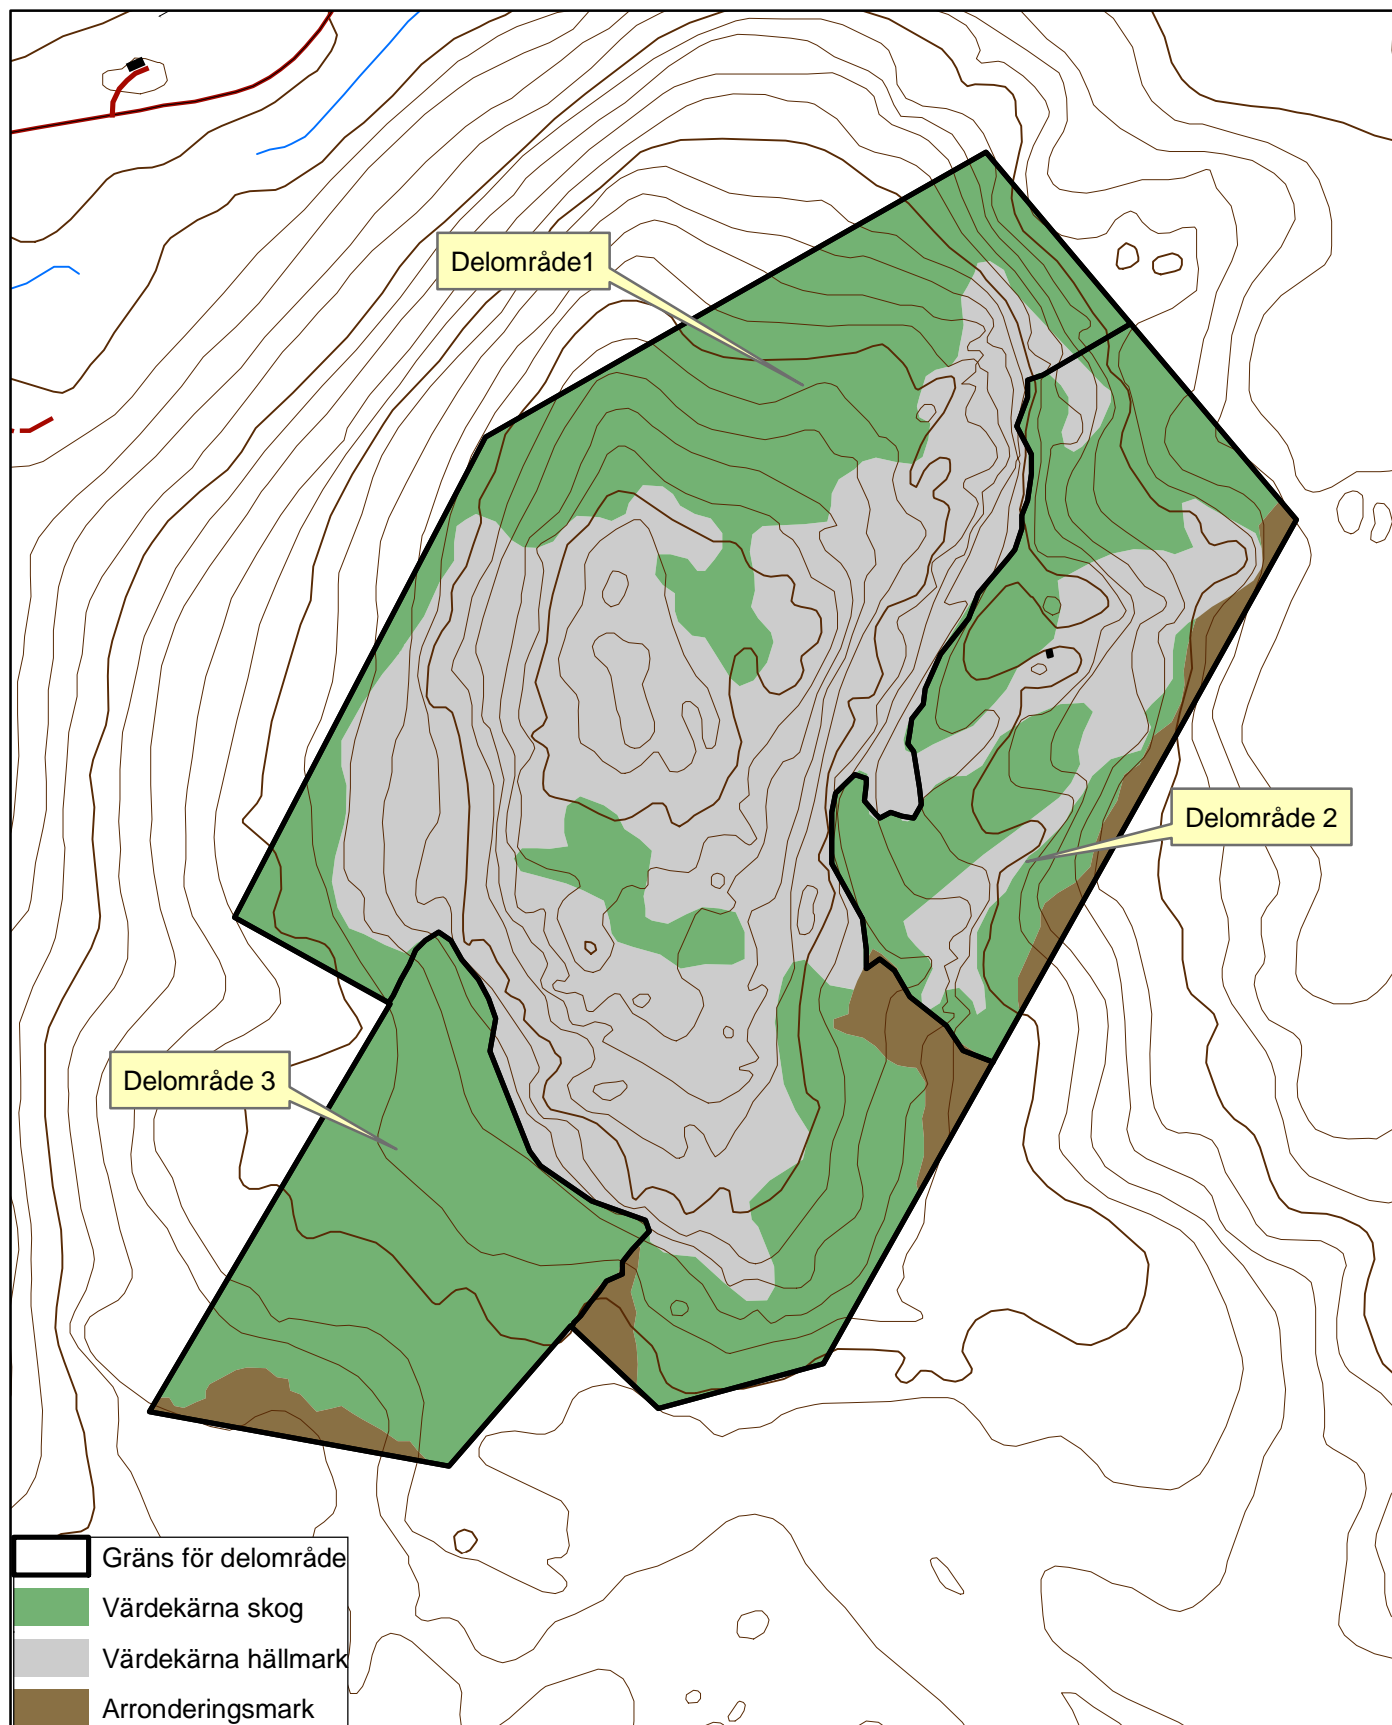 Delområde1
Delområde 2
Delområde 3
Gräns för delområde
Värdekärna skog
Värdekärna hällmark
Arronderingsmark